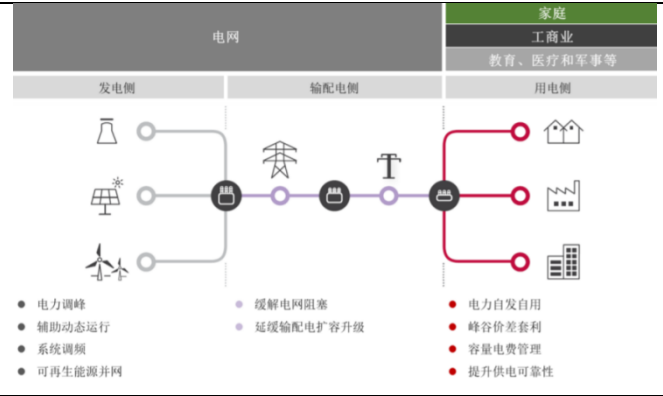 电网
家庭
工商业
教育、医疗和军事等
发电侧
输配电侧
用电侧
电力调峰
辅助动态运行
系统调频
可再生能源并网
缓解电网阻塞
延缓输配电扩容升级
电力自发自用
峰谷价差套利
容量电费管理
提升供电可靠性